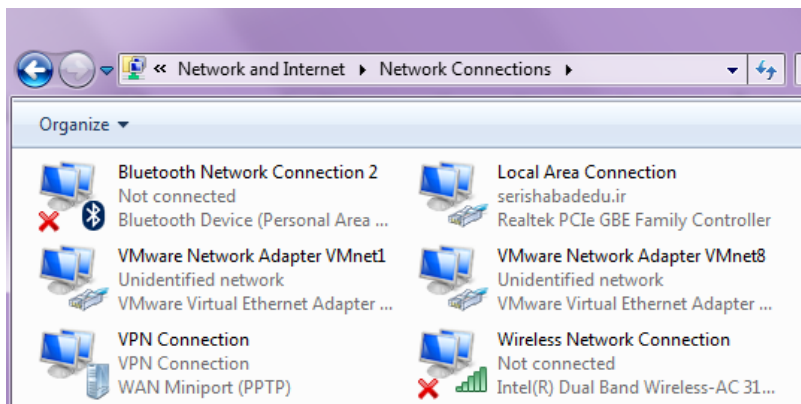 « Network and Internet ▸ Network Connections ▸
Organize
Bluetooth Network Connection 2
Not connected
Bluetooth Device (Personal Area ...
Local Area Connection
serishabadedu.ir
Realtek PCIe GBE Family Controller
VMware Network Adapter VMnet1
Unidentified network
VMware Virtual Ethernet Adapter ...
VMware Network Adapter VMnet8
Unidentified network
VMware Virtual Ethernet Adapter ...
VPN Connection
VPN Connection
WAN Miniport (PPTP)
Wireless Network Connection
Not connected
Intel(R) Dual Band Wireless-AC 31...